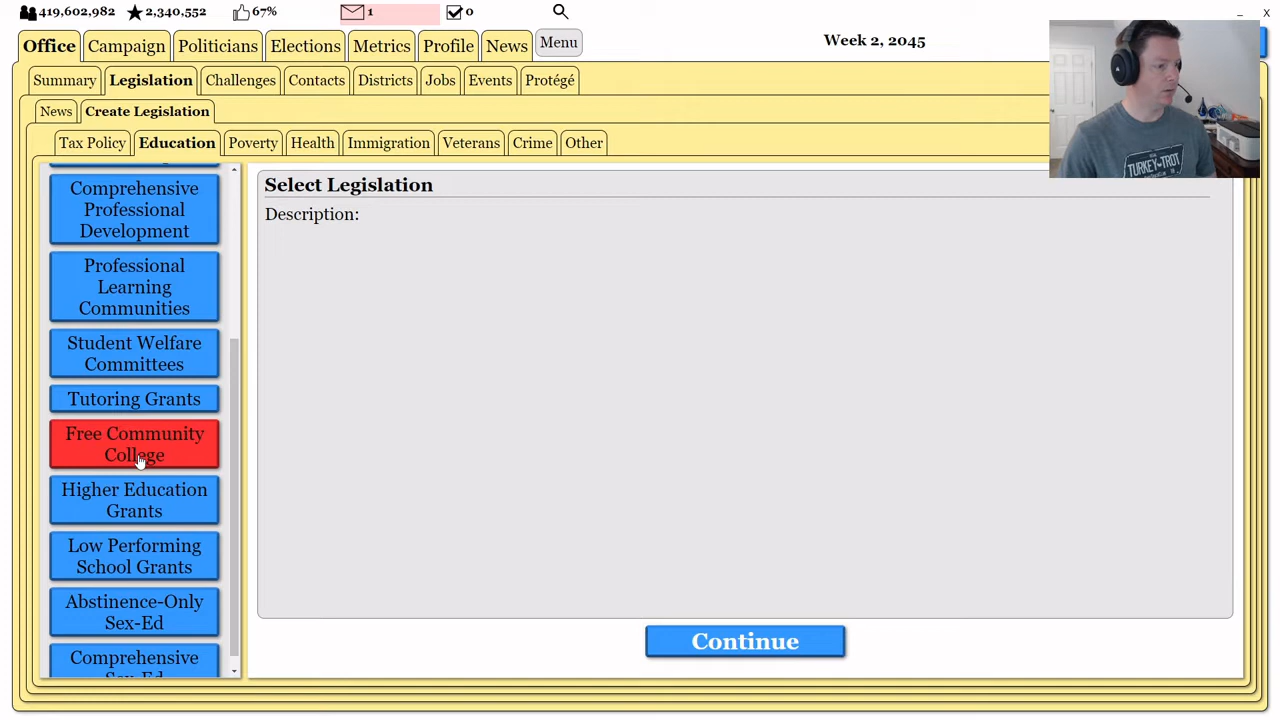 419,602,982 2,340,552 67% 1 0
Office Campaign Politicians Elections Metrics Profile News Menu
Week 2, 2045
_ X
Summary Legislation Challenges Contacts Districts Jobs Events Protégé
News Create Legislation
Tax Policy Education Poverty Health Immigration Veterans Crime Other
Comprehensive
Professional
Development
Professional
Learning
Communities
Student Welfare
Committees
Tutoring Grants
Free Community
College
Higher Education
Grants
Low Performing
School Grants
Abstinence-Only
Sex-Ed
Comprehensive
Sex-Ed
Select Legislation
Description:
Continue
TURKEY TROT